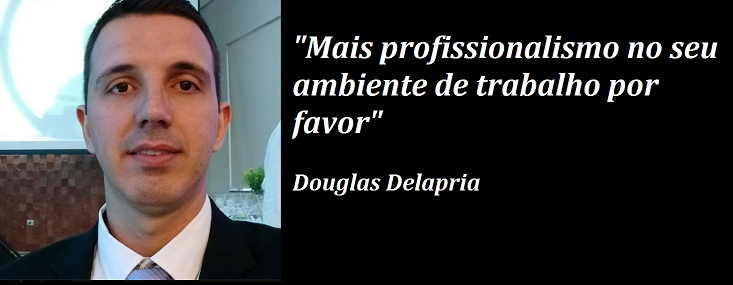 "Mais profissionalismo no seu
ambiente de trabalho por
favor"
Douglas Delapria